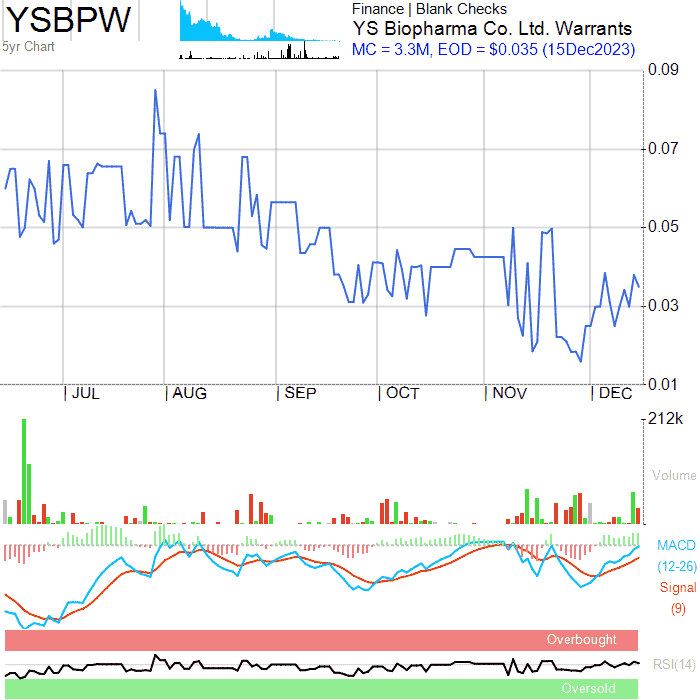 YSBPW
5yr Chart
Finance | Blank Checks
YS Biopharma Co. Ltd. Warrants
MC = 3.3M, EOD = $0.035 (15Dec2023)
0.09
0.07
0.05
0.03
0.01
JUL AUG SEP OCT NOV DEC
212k
Volume
MACD
(12-26)
Signal
(9)
Overbought
RSI(14)
Oversold